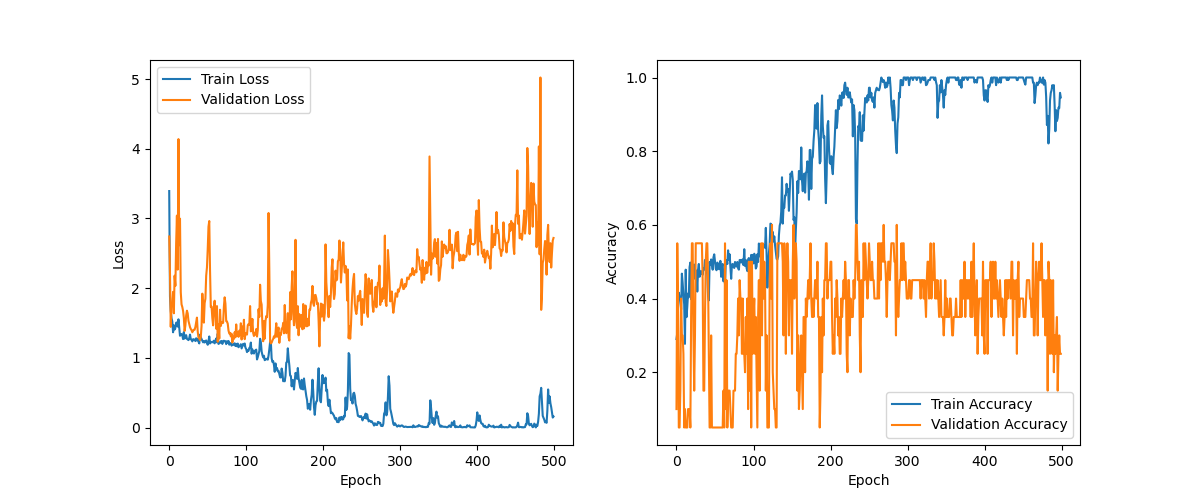 Train Loss
Validation Loss
5
4
3
2
1
0
Loss
0 100 200 300 400 500
Epoch
1.0
0.8
0.6
0.4
0.2
Accuracy
Train Accuracy
Validation Accuracy
0 100 200 300 400 500
Epoch